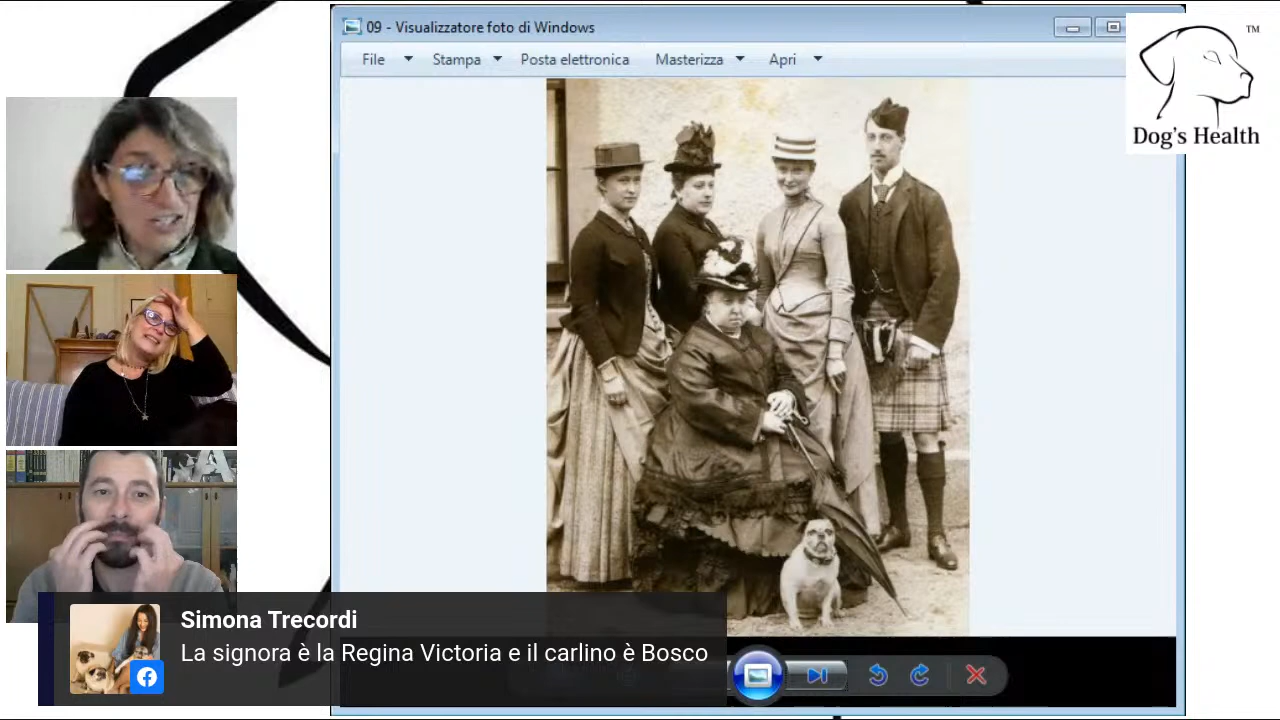 09 - Visualizzatore foto di Windows
File Stampa Posta elettronica Masterizza Apri
TM
Dog's Health
Simona Trecordi
La signora è la Regina Victoria e il carlino è Bosco